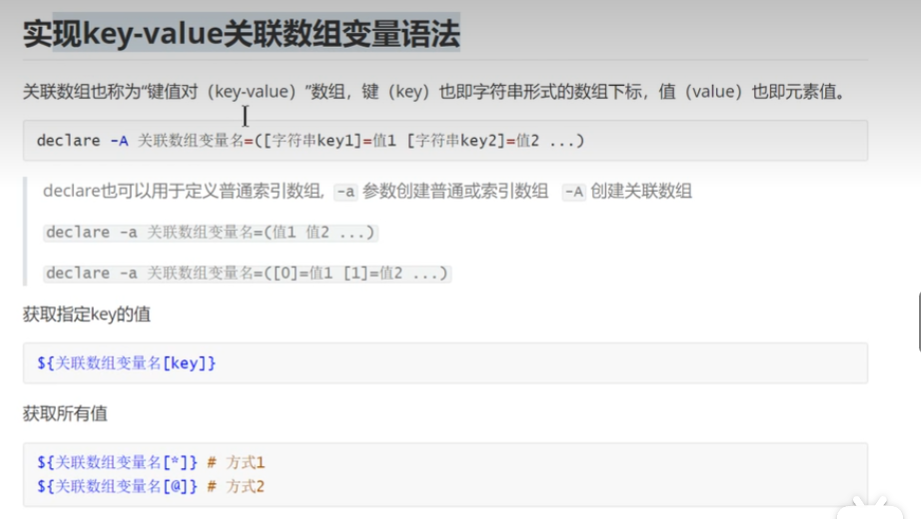 实现key-value关联数组变量语法
关联数组也称为“键值对（key-value）”数组，键（key）也即字符串形式的数组下标，值（value）也即元素值。
declare -A 关联数组变量名=([字符串key1]=值1 [字符串key2]=值2 ...)
declare也可以用于定义普通索引数组, -a 参数创建普通或索引数组 -A 创建关联数组
declare -a 关联数组变量名=(值1 值2 ...)
declare -a 关联数组变量名=([0]=值1 [1]=值2 ...)
获取指定key的值
${关联数组变量名[key]}
获取所有值
${关联数组变量名[*]} # 方式1
${关联数组变量名[@]} # 方式2